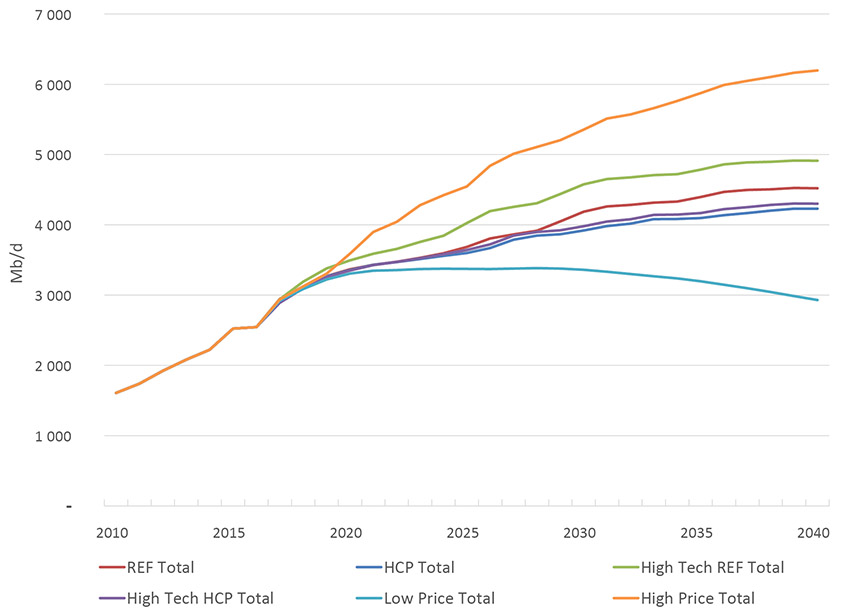 7 000
6 000
5 000
4 000
3 000
2 000
1 000
-
Mb/d
2010 2015 2020 2025 2030 2035 2040
REF Total HCP Total High Tech REF Total
High Tech HCP Total Low Price Total High Price Total